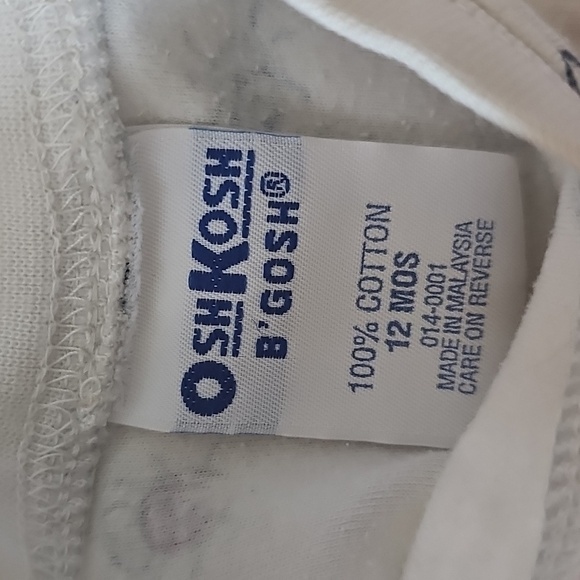 OSHKOSH
B'GOSH®
100% COTTON
12 MOS
014-0001
MADE IN MALAYSIA
CARE ON REVERSE